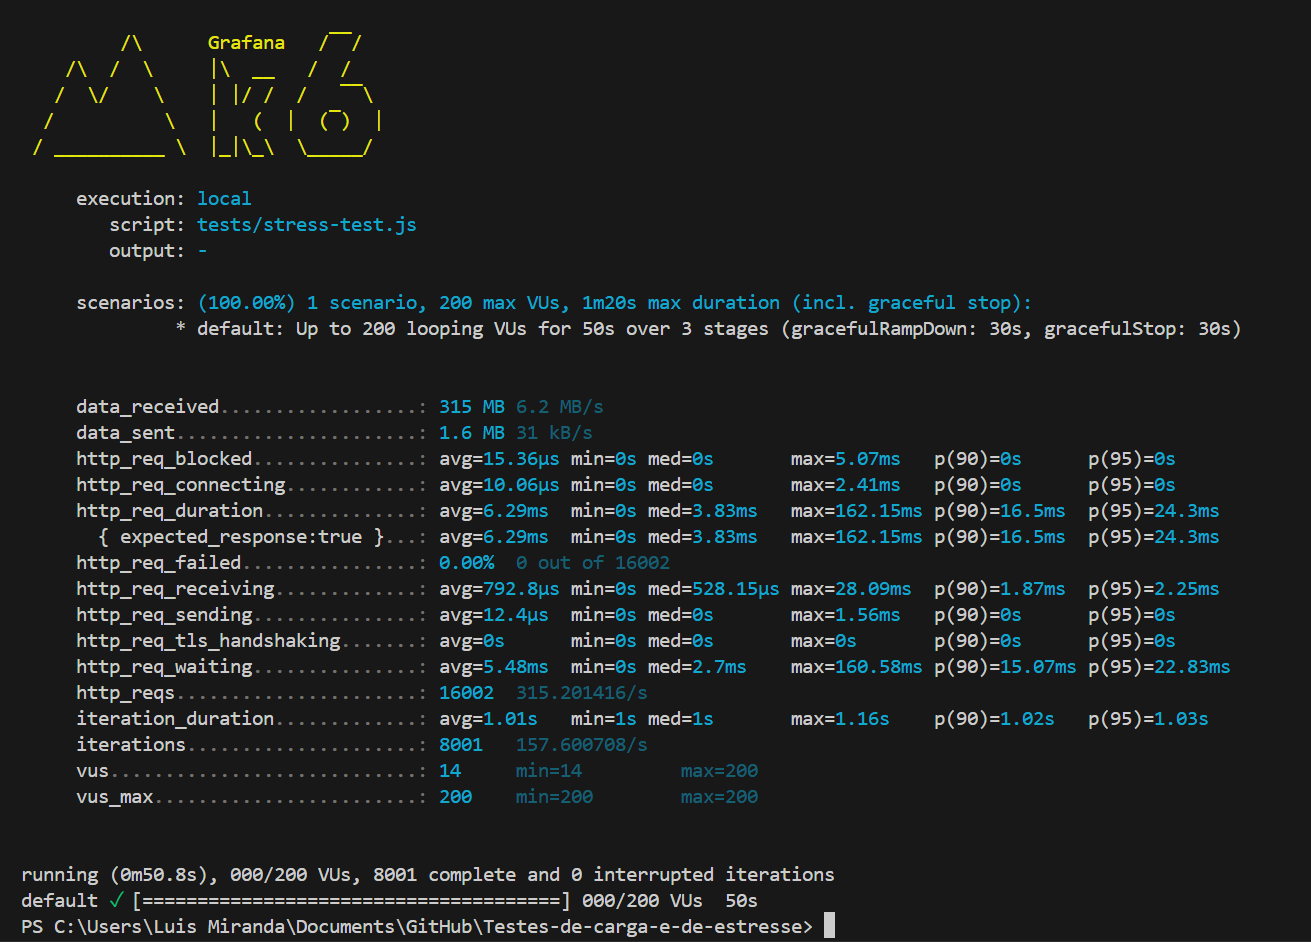 Grafana
execution: local
script: tests/stress-test.js
output: -
scenarios: (100.00%) 1 scenario, 200 max VUs, 1m20s max duration (incl. graceful stop):
* default: Up to 200 looping VUs for 50s over 3 stages (gracefulRampDown: 30s, gracefulStop: 30s)
data_received..................: 315 MB 6.2 MB/s
data_sent......................: 1.6 MB 31 kB/s
http_req_blocked...............: avg=15.36µs min=0s med=0s max=5.07ms p(90)=0s p(95)=0s
http_req_connecting............: avg=10.06µs min=0s med=0s max=2.41ms p(90)=0s p(95)=0s
http_req_duration..............: avg=6.29ms min=0s med=3.83ms max=162.15ms p(90)=16.5ms p(95)=24.3ms
{ expected_response:true }...: avg=6.29ms min=0s med=3.83ms max=162.15ms p(90)=16.5ms p(95)=24.3ms
http_req_failed................: 0.00% 0 out of 16002
http_req_receiving.............: avg=792.8µs min=0s med=528.15µs max=28.09ms p(90)=1.87ms p(95)=2.25ms
http_req_sending...............: avg=12.4µs min=0s med=0s max=1.56ms p(90)=0s p(95)=0s
http_req_tls_handshaking.......: avg=0s min=0s med=0s max=0s p(90)=0s p(95)=0s
http_req_waiting...............: avg=5.48ms min=0s med=2.7ms max=160.58ms p(90)=15.07ms p(95)=22.83ms
http_reqs......................: 16002 315.201416/s
iteration_duration.............: avg=1.01s min=1s med=1s max=1.16s p(90)=1.02s p(95)=1.03s
iterations.....................: 8001 157.600708/s
vus............................: 14 min=14 max=200
vus_max........................: 200 min=200 max=200
running (0m50.8s), 000/200 VUs, 8001 complete and 0 interrupted iterations
default ✓ [======================================] 000/200 VUs 50s
PS C:\Users\Luis Miranda\Documents\GitHub\Testes-de-carga-e-de-estresse>